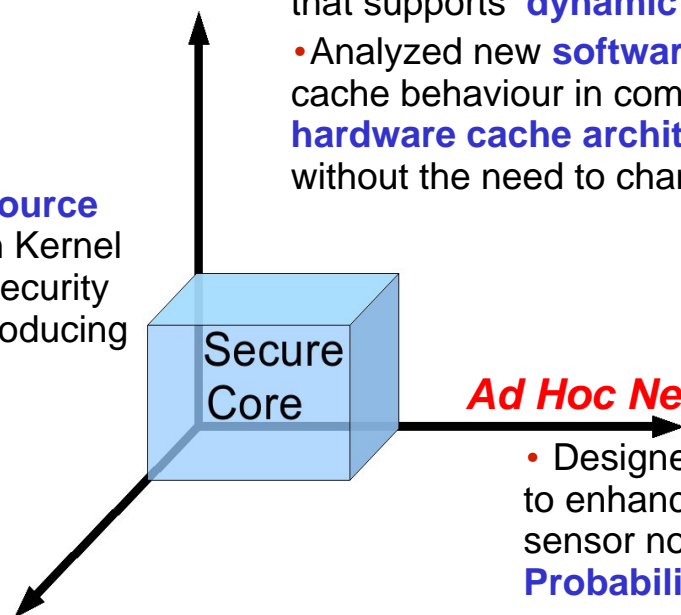 that supports dynamic
•Analyzed new softwar
cache behaviour in com
hardware cache archit
without the need to chan
ource
n Kernel
ecurity
oducing
Secure
Core
Ad Hoc Ne
• Designe
to enhanc
sensor no
Probabili